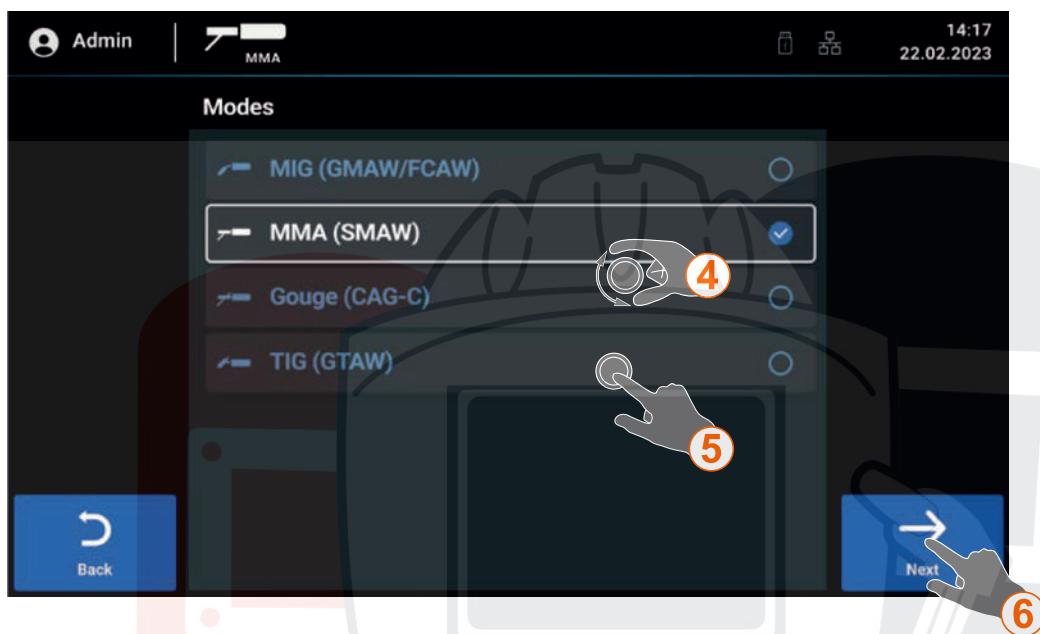 Admin
MMA
14:17
22.02.2023
Modes
MIG (GMAW/FCAW)
MMA (SMAW)
4
Gouge (CAG-C)
TIG (GTAW)
5
Back
Next
6